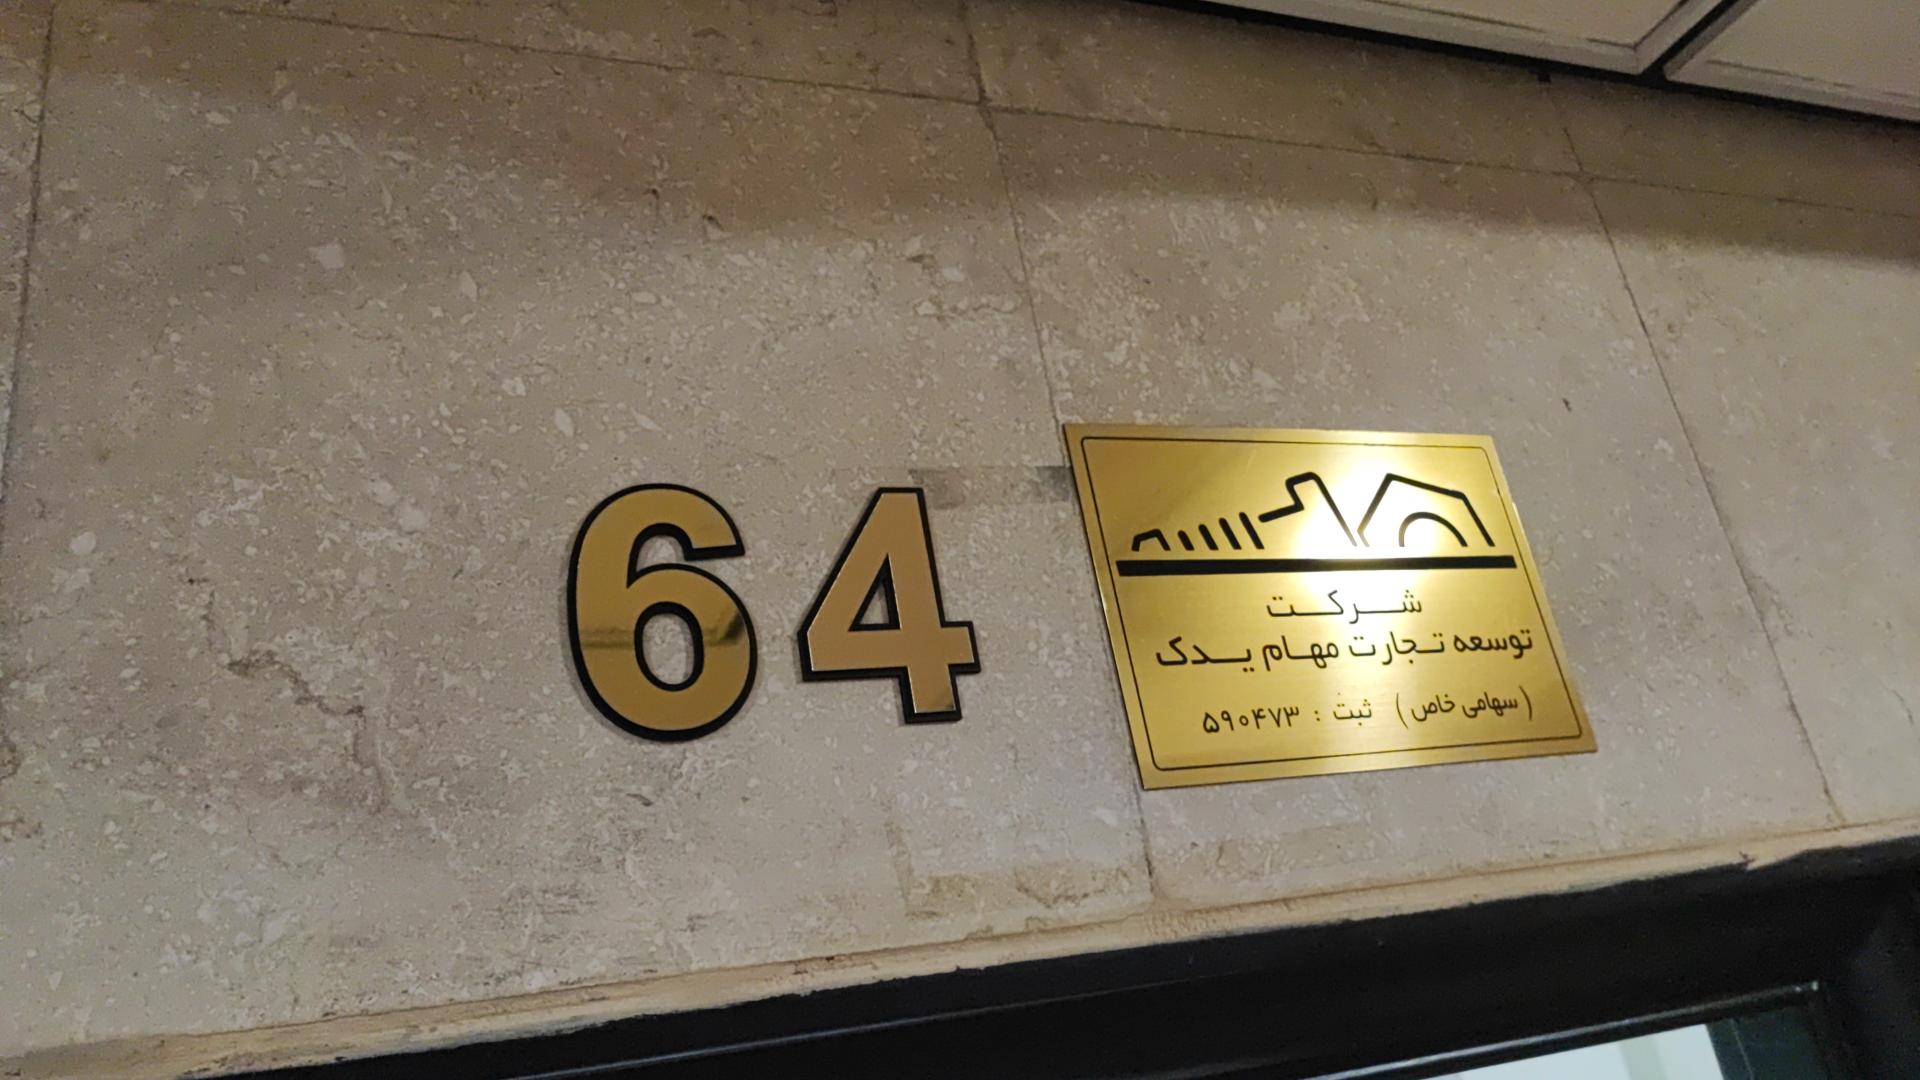 64
شرکت
توسعه تجارت مهام یدک
(سهامی خاص) ثبت : ۵۹۰۴۷۳